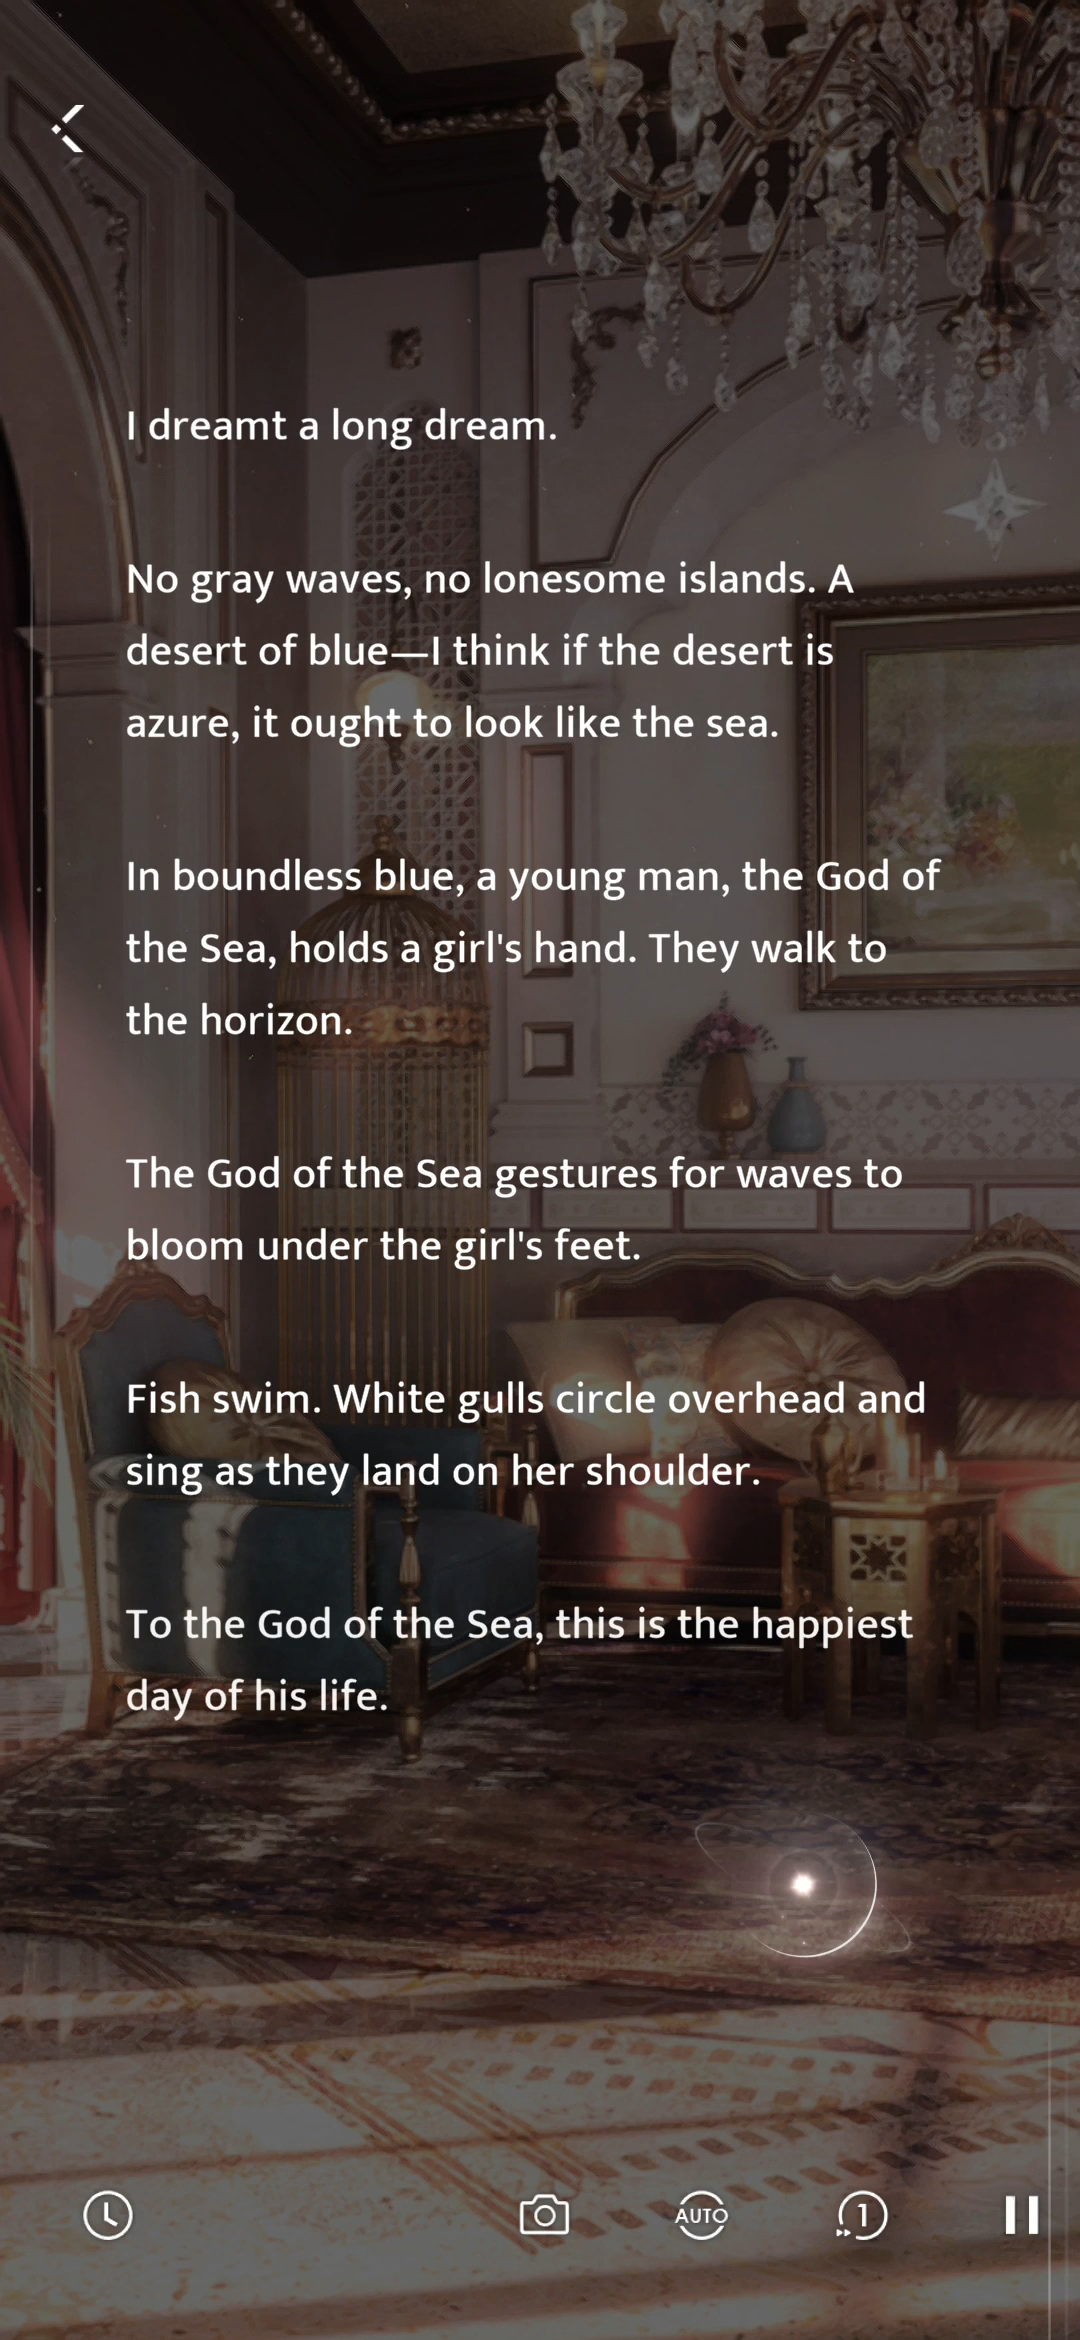 I dreamt a long dream.
No gray waves, no lonesome islands. A
desert of blue—I think if the desert is
azure, it ought to look like the sea.
In boundless blue, a young man, the God of
the Sea, holds a girl's hand. They walk to
the horizon.
The God of the Sea gestures for waves to
bloom under the girl's feet.
Fish swim. White gulls circle overhead and
sing as they land on her shoulder.
To the God of the Sea, this is the happiest
day of his life.
AUTO
1